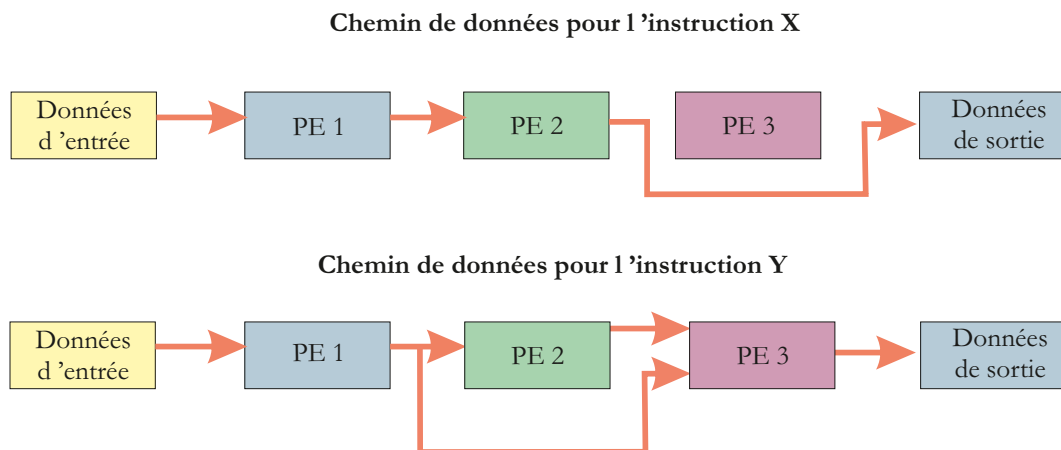 Chemin de données pour l ’instruction X
Données
d ’entrée
PE 1
PE 2
PE 3
Données
de sortie
Chemin de données pour l ’instruction Y
Données
d ’entrée
PE 1
PE 2
PE 3
Données
de sortie